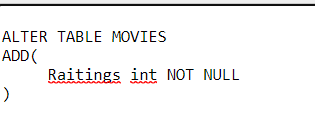 ALTER TABLE MOVIES
ADD(
Raitings int NOT NULL
)